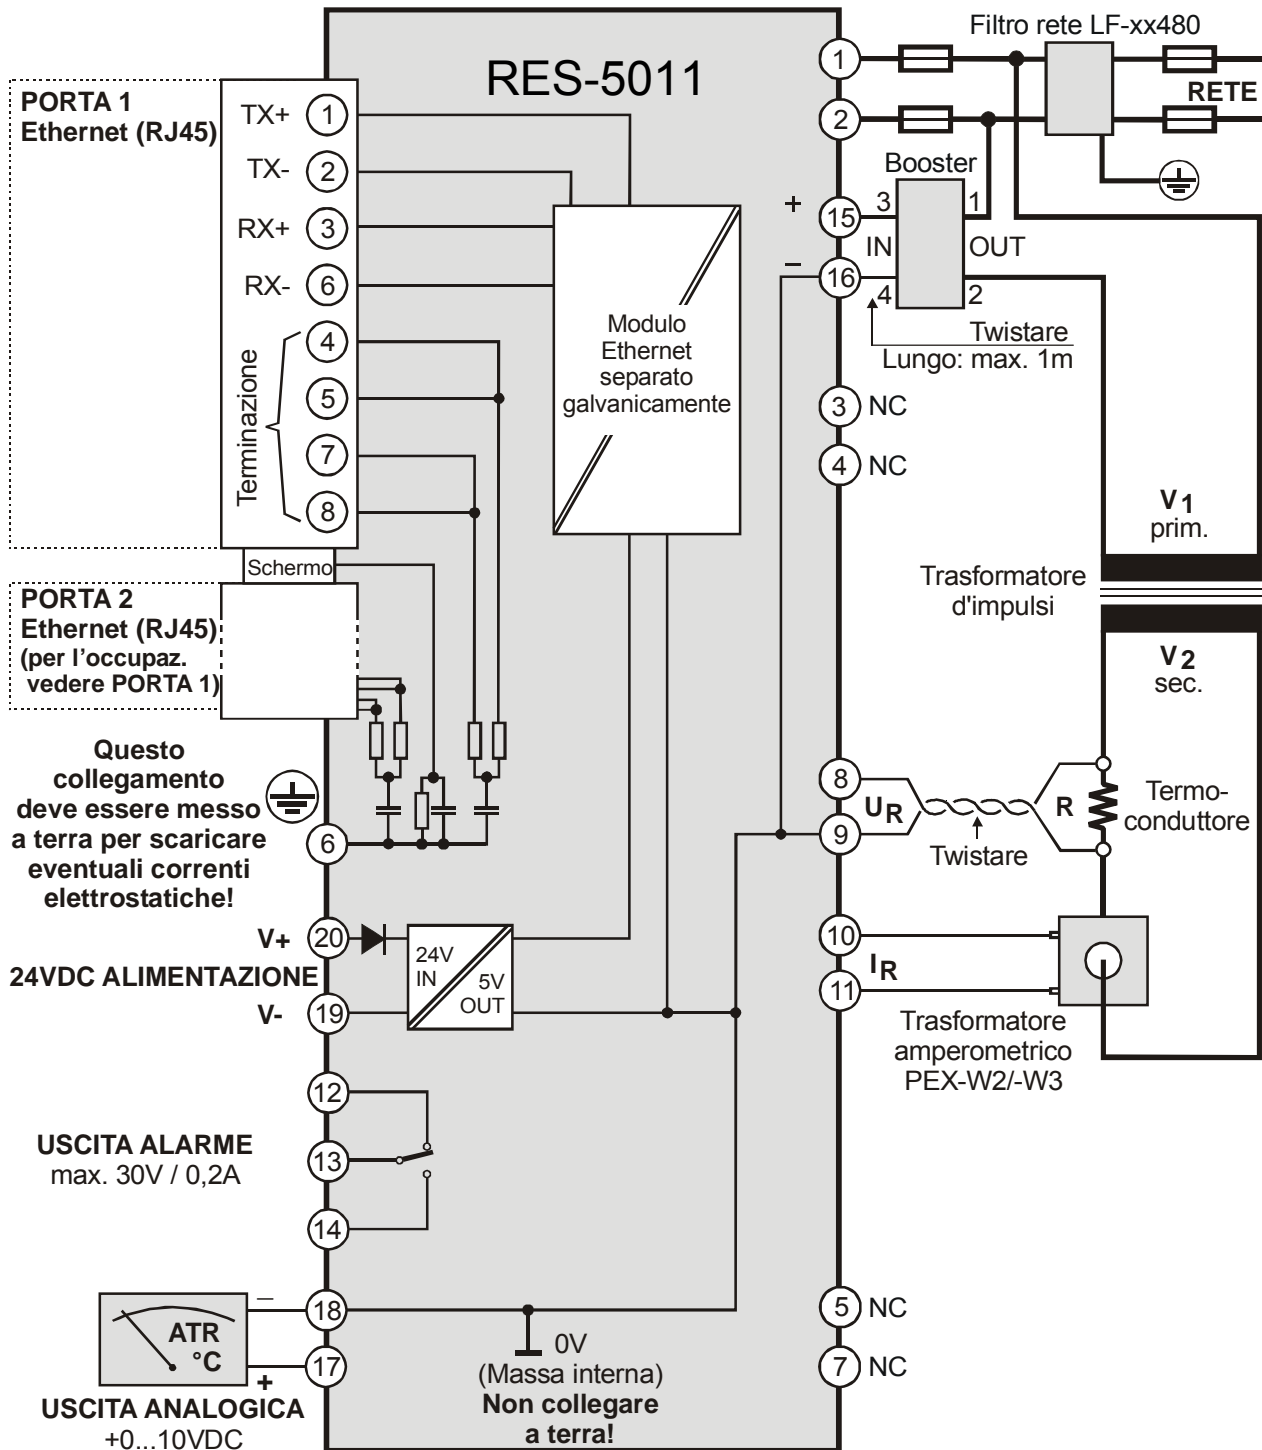 RES-5011
Filtro rete LF-xx480
RETE
1
2
Booster
3
1
IN
OUT
4
2
+
15
–
16
Twistare
Lungo: max. 1m
3
NC
4
NC
PORTA 1
Ethernet (RJ45)
TX+
1
TX-
2
RX+
3
RX-
6
Terminazione
4
5
7
8
Schermo
Modulo
Ethernet
separato
galvanicamente
PORTA 2
Ethernet (RJ45)
(per l’occupaz.
vedere PORTA 1)
V1
prim.
Trasformatore
d'impulsi
V2
sec.
Questo
collegamento
deve essere messo
a terra per scaricare
eventuali correnti
elettrostatiche!
6
8
9
UR
Twistare
R
Termo-
conduttore
V+
20
24VDC ALIMENTAZIONE
V-
19
24V
IN
5V
OUT
10
IR
11
Trasformatore
amperometrico
PEX-W2/-W3
12
USCITA ALARME
max. 30V / 0,2A
13
14
ATR
°C
–
18
+
17
USCITA ANALOGICA
+0...10VDC
0V
(Massa interna)
Non collegare
a terra!
5
NC
7
NC